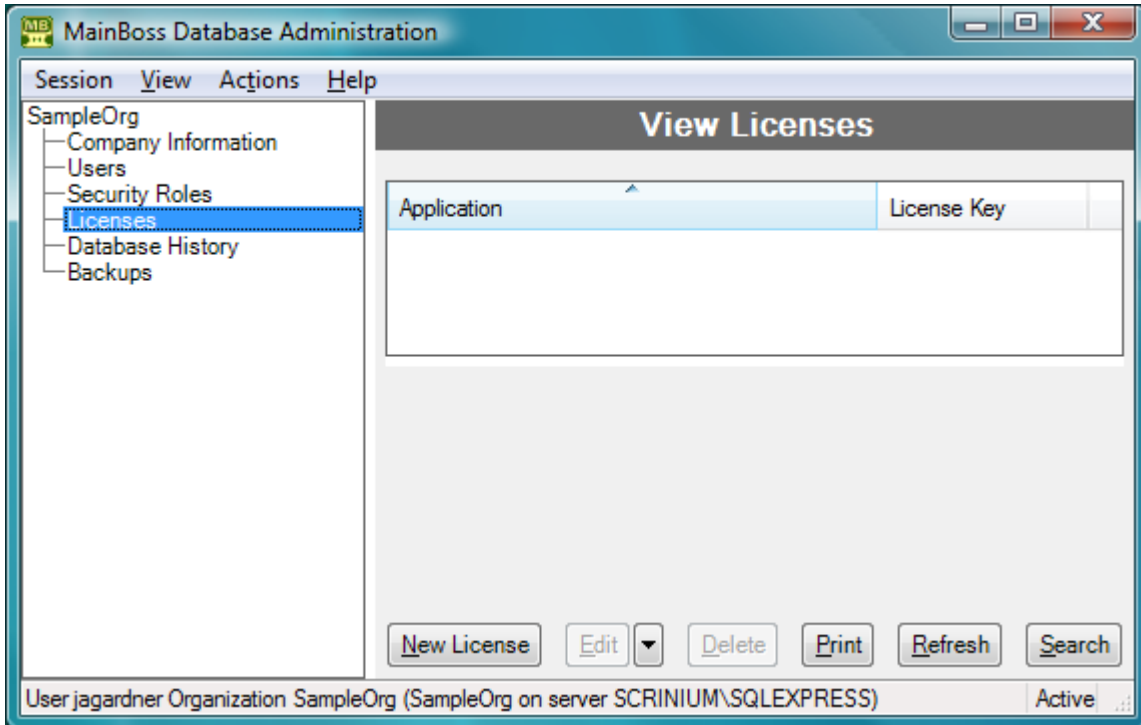 MB
MainBoss Database Administration
X
Session View Actions Help
SampleOrg
Company Information
Users
Security Roles
Licenses
Database History
Backups
View Licenses
Application License Key
New License Edit Delete Print Refresh Search
User jagardner Organization SampleOrg (SampleOrg on server SCRINIUM\SQLEXPRESS) Active